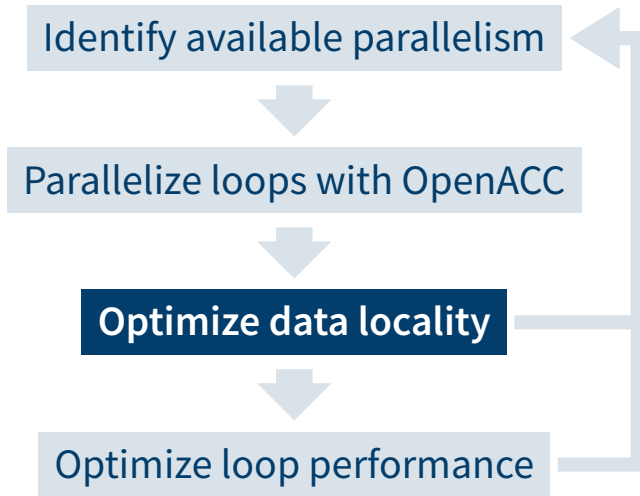 Identify available parallelism
Parallelize loops with OpenACC
Optimize data locality
Optimize loop performance